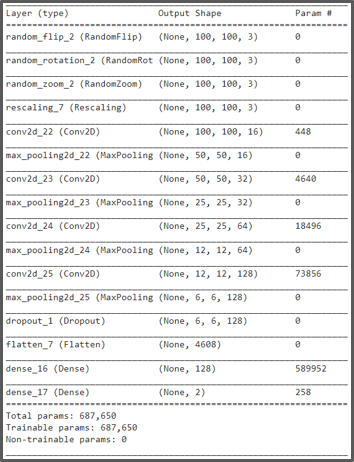 Layer (type) Output Shape Param #
random_flip_2 (RandomFlip) (None, 100, 100, 3) 0
random_rotation_2 (RandomRot (None, 100, 100, 3) 0
random_zoom_2 (RandomZoom) (None, 100, 100, 3) 0
rescaling_7 (Rescaling) (None, 100, 100, 3) 0
conv2d_22 (Conv2D) (None, 100, 100, 16) 448
max_pooling2d_22 (MaxPooling (None, 50, 50, 16) 0
conv2d_23 (Conv2D) (None, 50, 50, 32) 4640
max_pooling2d_23 (MaxPooling (None, 25, 25, 32) 0
conv2d_24 (Conv2D) (None, 25, 25, 64) 18496
max_pooling2d_24 (MaxPooling (None, 12, 12, 64) 0
conv2d_25 (Conv2D) (None, 12, 12, 128) 73856
max_pooling2d_25 (MaxPooling (None, 6, 6, 128) 0
dropout_1 (Dropout) (None, 6, 6, 128) 0
flatten_7 (Flatten) (None, 4608) 0
dense_16 (Dense) (None, 128) 589952
dense_17 (Dense) (None, 2) 258
Total params: 687,650
Trainable params: 687,650
Non-trainable params: 0